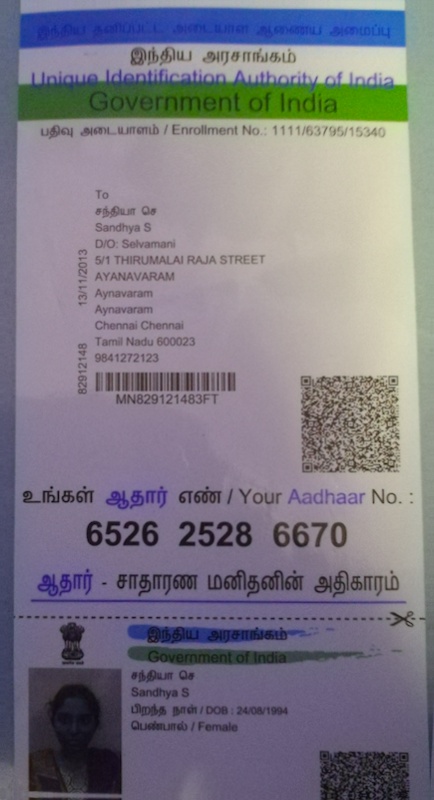 இந்திய தனிப்பட்ட அடையாள ஆணைய அமைப்பு
இந்திய அரசாங்கம்
Unique Identification Authority of India
Government of India
பதிவு அடையாளம் / Enrollment No.: 1111/63795/15340
To
சந்தியா செ
Sandhya S
D/O: Selvamani
5/1 THIRUMALAI RAJA STREET
AYANAVARAM
Aynavaram
Aynavaram
Chennai Chennai
Tamil Nadu 600023
9841272123
82912148 13/11/2013
MN829121483FT
உங்கள் ஆதார் எண் / Your Aadhaar No. :
6526 2528 6670
ஆதார் - சாதாரண மனிதனின் அதிகாரம்
இந்திய அரசாங்கம்
Government of India
சந்தியா செ
Sandhya S
பிறந்த நாள் / DOB : 24/08/1994
பெண்பால் / Female